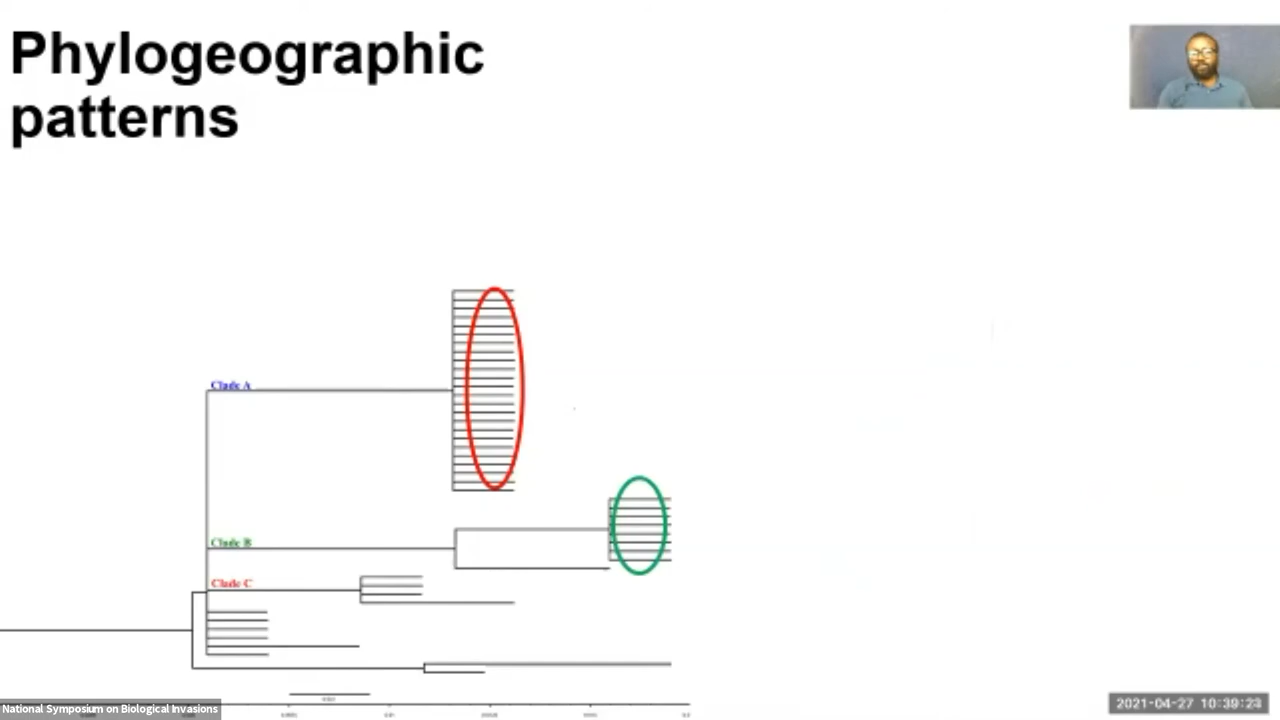 Phylogeographic
patterns
Clade A
Clade B
Clade C
National Symposium on Biological Invasions
2021-04-27 10:39:23